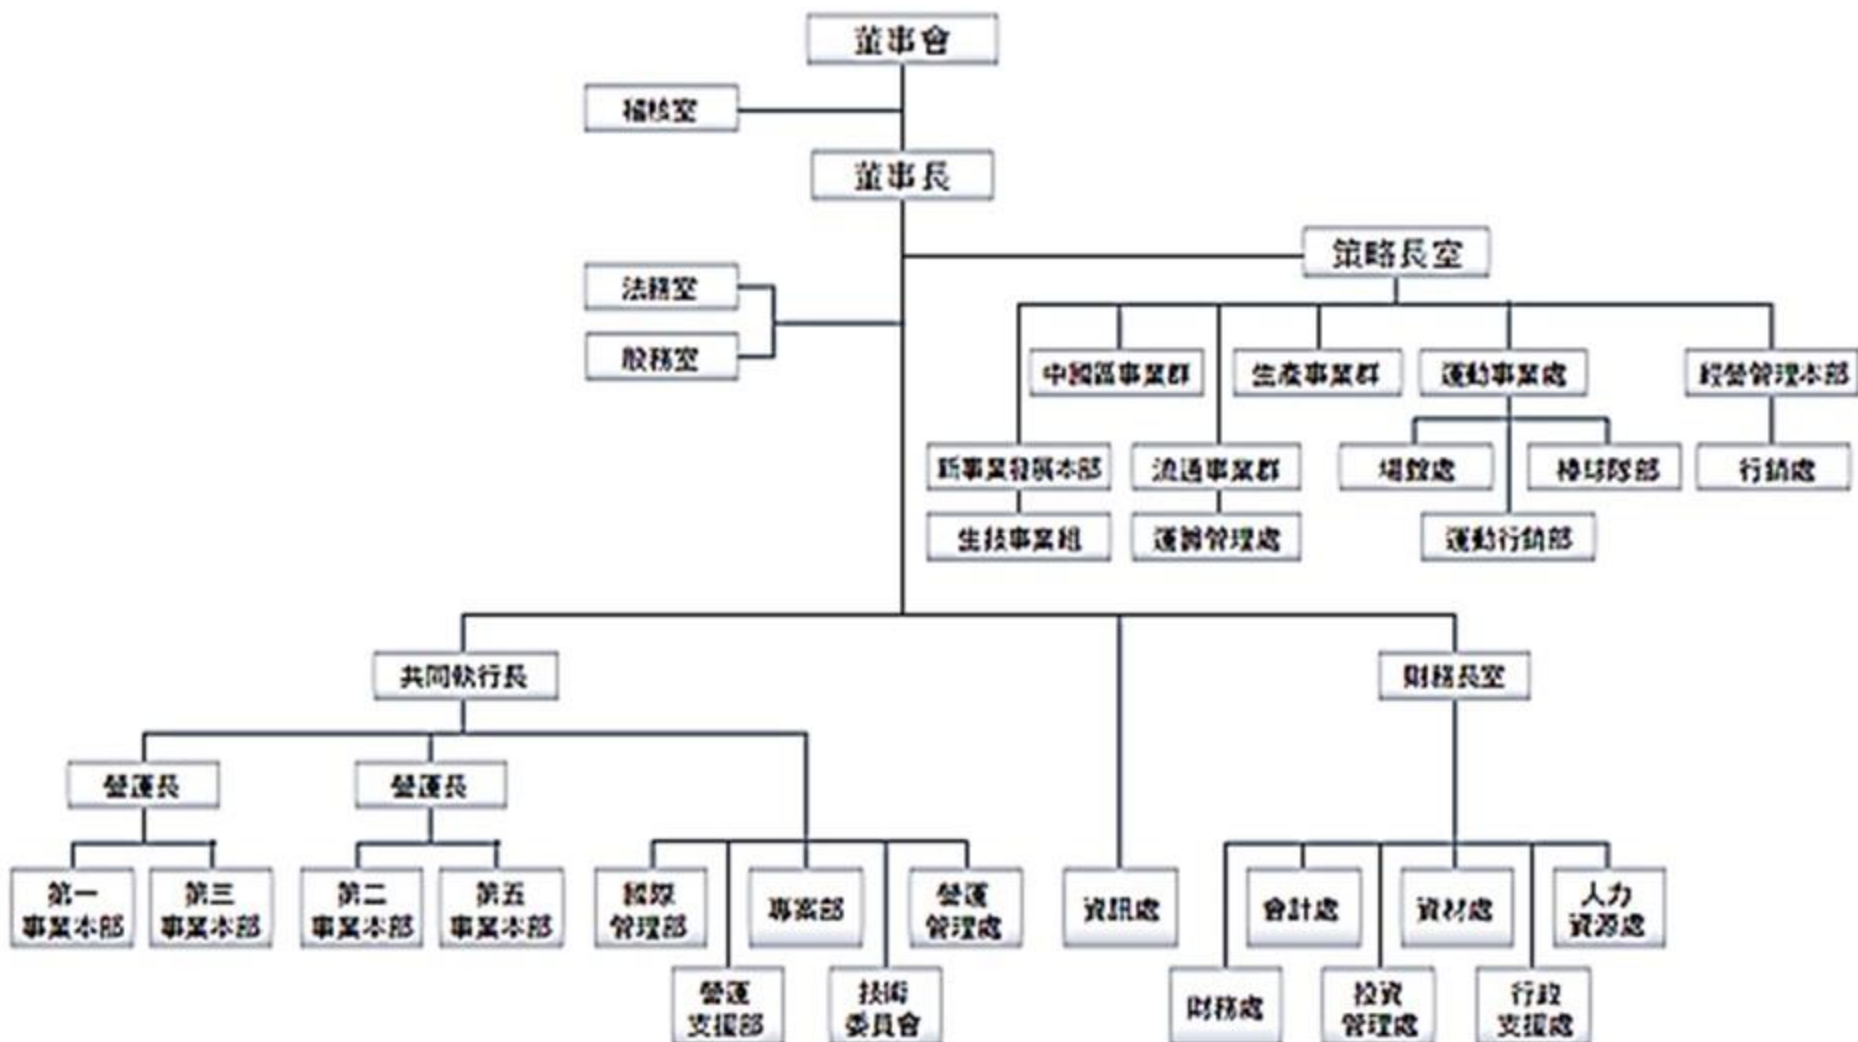 董事會
稽核室
董事長
策略長室
法務室
股務室
中國區事業群
生產事業群
運動事業處
經營管理本部
新事業發展本部
流通事業群
場館處
棒球隊部
行銷處
生技事業組
運籌管理處
運動行銷部
共同執行長
財務長室
營運長
營運長
第一
事業本部
第三
事業本部
第二
事業本部
第五
事業本部
國際
管理部
專案部
營運
管理處
資訊處
會計處
資材處
人力
資源處
營運
支援部
技術
委員會
財務處
投資
管理處
行政
支援處